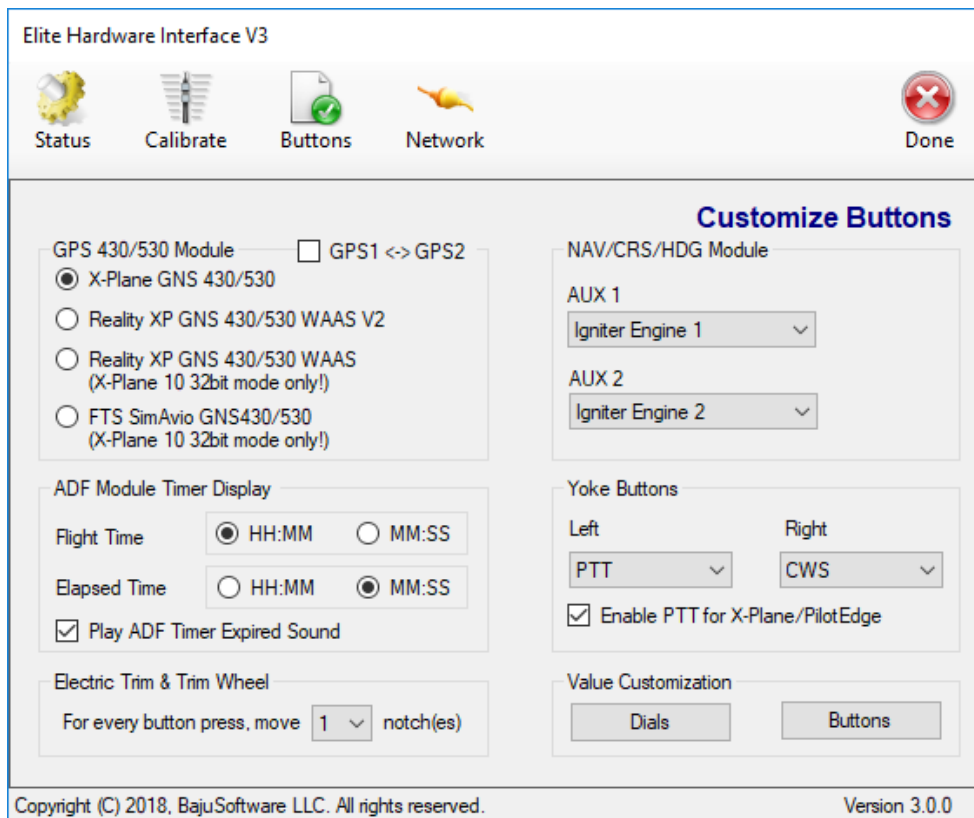 Elite Hardware Interface V3
Status
Calibrate
Buttons
Network
Done
Customize Buttons
GPS 430/530 Module
GPS1 <-> GPS2
X-Plane GNS 430/530
Reality XP GNS 430/530 WAAS V2
Reality XP GNS 430/530 WAAS
(X-Plane 10 32bit mode only!)
FTS SimAvio GNS430/530
(X-Plane 10 32bit mode only!)
NAV/CRS/HDG Module
AUX 1
Igniter Engine 1
AUX 2
Igniter Engine 2
ADF Module Timer Display
Flight Time
HH:MM
MM:SS
Elapsed Time
HH:MM
MM:SS
Play ADF Timer Expired Sound
Yoke Buttons
Left
Right
PTT
CWS
Enable PTT for X-Plane/PilotEdge
Electric Trim & Trim Wheel
For every button press, move 1 notch(es)
Value Customization
Dials
Buttons
Copyright (C) 2018, BajuSoftware LLC. All rights reserved.
Version 3.0.0